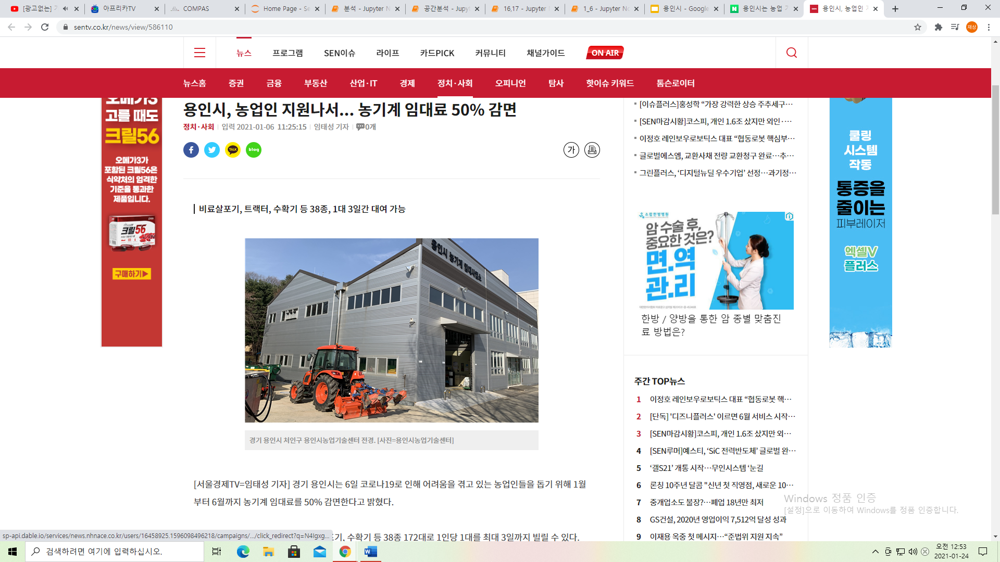 [광고없는]
아프리카TV
COMPAS
Home Page - Se
분석 - Jupyter N
공간분석 - Jupyt
16,17 - Jupyter
1_6 - Jupyter No
용인시 - Google
용인시는 농업
용인시, 농업인
sentv.co.kr/news/view/586110
재상
뉴스
프로그램
SEN이슈
라이프
카드PICK
커뮤니티
채널가이드
ON AIR
뉴스홈
증권
금융
부동산
산업·IT
경제
정치·사회
오피니언
탐사
핫이슈 키워드
톰슨로이터
오메가3
고를 때도
크릴56
오메가3가
포함된 크릴56은
식약처의 엄격한
기준을 통과한
제품입니다.
크릴56
구매하기▶
용인시, 농업인 지원나서... 농기계 임대료 50% 감면
정치·사회
입력 2021-01-06 11:25:15
임태성 기자
0개
TALK
blog
가
비료살포기, 트랙터, 수확기 등 38종, 1대 3일간 대여 가능
용인시 농기계 임대사업소
경기 용인시 처인구 용인시농업기술센터 전경. [사진=용인시농업기술센터]
[서울경제TV=임태성 기자] 경기 용인시는 6일 코로나19로 인해 어려움을 겪고 있는 농업인들을 돕기 위해 1월
부터 6월까지 농기계 임대료를 50% 감면한다고 밝혔다.
기, 수확기 등 38종 172대로 1인당 1대를 최대 3일까지 빌릴 수 있다.
[이슈플러스]홍성학 “가장 강력한 상승 주추세구…
[SEN마감시황]코스피, 개인 1.6조 샀지만 외인·…
이정호 레인보우로보틱스 대표 “협동로봇 핵심부…
글로벌에스엠, 교환사채 전량 교환청구 완료…추…
그린플러스, ‘디지털뉴딜 우수기업’ 선정…과기정…
소람한방병원
암 수술 후,
중요한 것은?
면.역
관.리
한방 / 양방을 통한 암 종별 맞춤진
료 방법은?
주간 TOP뉴스
1 이정호 레인보우로보틱스 대표 “협동로봇 핵…
2 [단독] '디즈니플러스' 이르면 6월 서비스 시작…
3 [SEN마감시황]코스피, 개인 1.6조 샀지만 외…
4 [SEN루머]예스티, ‘SiC 전력반도체’ 글로벌 완…
5 ‘갤S21’ 개통 시작…무인시스템 ‘눈길
6 론칭 10주년 달콤 "신년 첫 직영점, 새로운 10…
7 중개업소도 불장?…폐업 18년만 최저
8 GS건설, 2020년 영업이익 7,512억 달성 성과
9 이재용 옥중 첫 메시지…“준법위 지원 지속”
쿨링
시스템
작동
통증을
줄이는
피부레이저
엑셀V
플러스
Windows 정품 인증
[설정]으로 이동하여 Windows를 정품 인증합니다.
sp-api.dable.io/services/news.nhnace.co.kr/users/16458925.1596098496218/campaigns/.../click_redirect?q=N4Igxg...
검색하려면 여기에 입력하십시오.
오전 12:53
2021-01-24